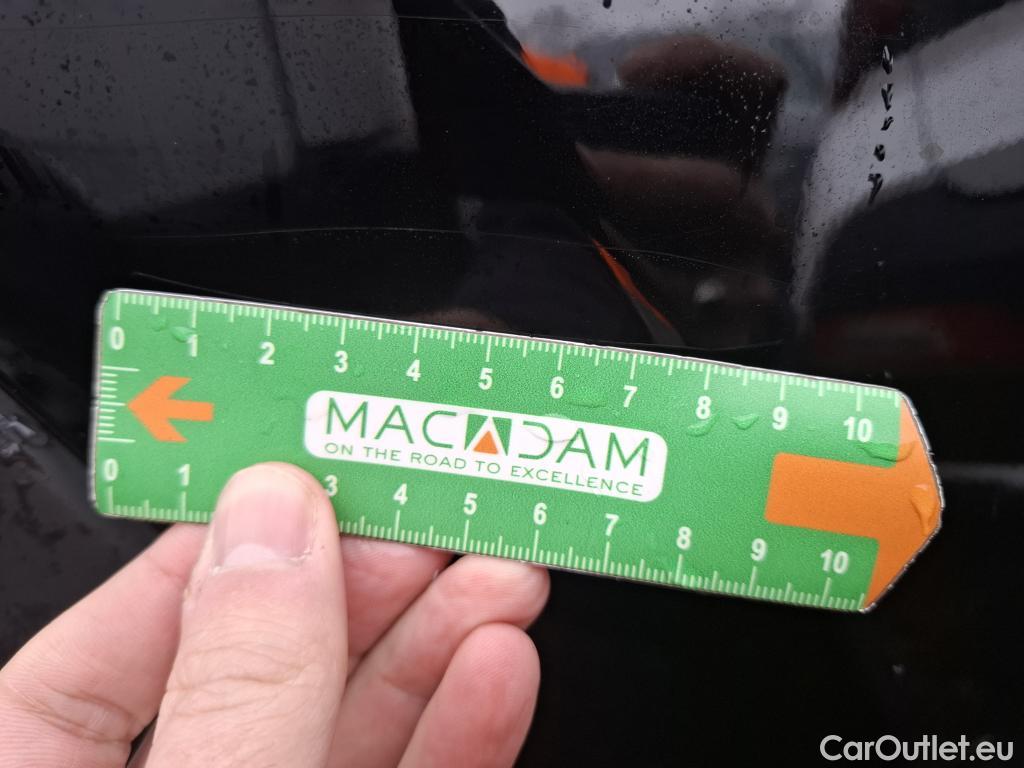 0 1 2 3 4 5 6 7 8 9 10
MACADAM
ON THE ROAD TO EXCELLENCE
0 1 3 4 5 6 7 8 9 10
CarOutlet.eu